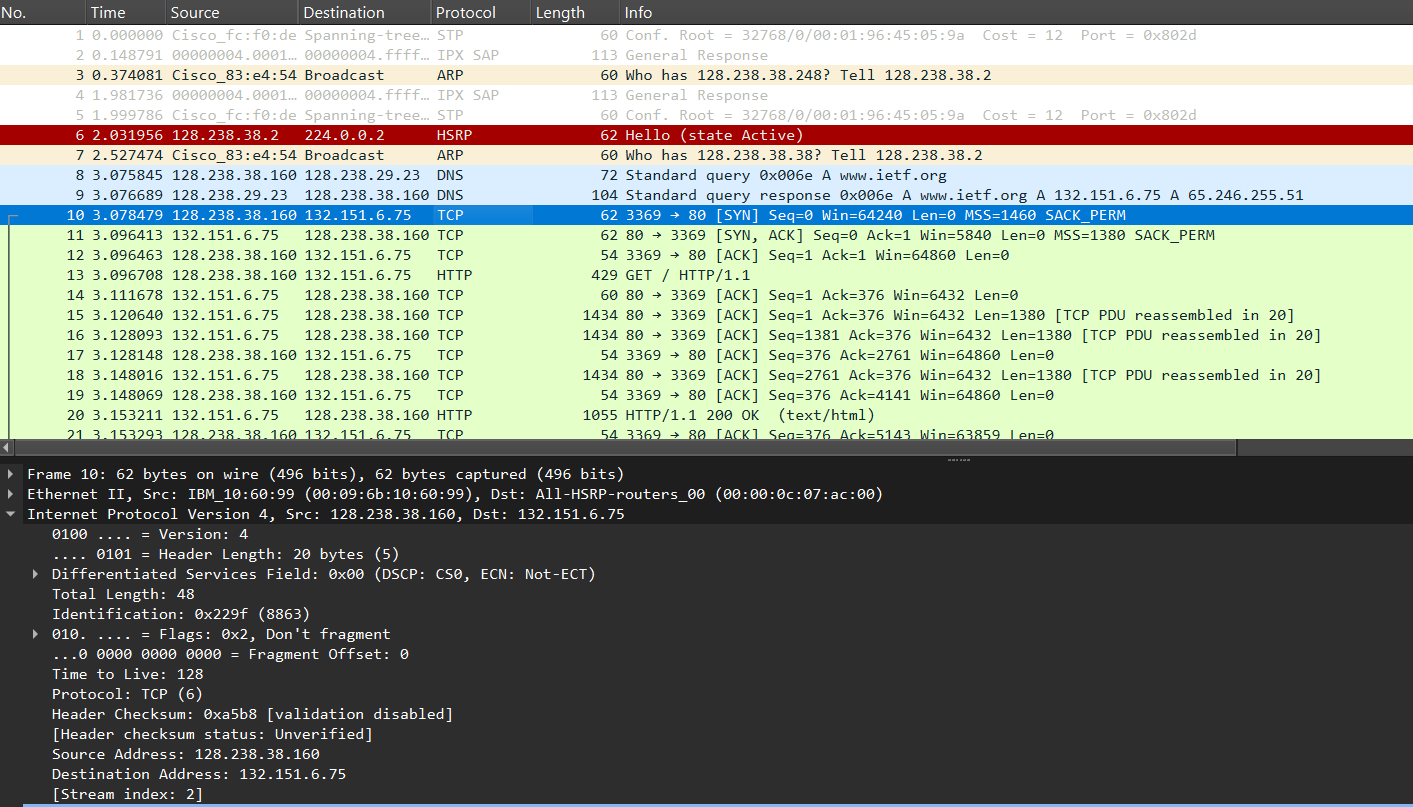 No. Time Source Destination Protocol Length Info
1 0.000000 Cisco_fc:f0:de Spanning-tree… STP 60 Conf. Root = 32768/0/00:01:96:45:05:9a  Cost = 12  Port = 0x802d
2 0.148791 00000004.0001… 00000004.ffff… IPX SAP 113 General Response
3 0.374081 Cisco_83:e4:54 Broadcast ARP 60 Who has 128.238.38.248? Tell 128.238.38.2
4 1.981736 00000004.0001… 00000004.ffff… IPX SAP 113 General Response
5 1.999786 Cisco_fc:f0:de Spanning-tree… STP 60 Conf. Root = 32768/0/00:01:96:45:05:9a  Cost = 12  Port = 0x802d
6 2.031956 128.238.38.2 224.0.0.2 HSRP 62 Hello (state Active)
7 2.527474 Cisco_83:e4:54 Broadcast ARP 60 Who has 128.238.38.38? Tell 128.238.38.2
8 3.075845 128.238.38.160 128.238.29.23 DNS 72 Standard query 0x006e A www.ietf.org
9 3.076689 128.238.29.23 128.238.38.160 DNS 104 Standard query response 0x006e A www.ietf.org A 132.151.6.75 A 65.246.255.51
10 3.078479 128.238.38.160 132.151.6.75 TCP 62 3369 → 80 [SYN] Seq=0 Win=64240 Len=0 MSS=1460 SACK_PERM
11 3.096413 132.151.6.75 128.238.38.160 TCP 62 80 → 3369 [SYN, ACK] Seq=0 Ack=1 Win=5840 Len=0 MSS=1380 SACK_PERM
12 3.096463 128.238.38.160 132.151.6.75 TCP 54 3369 → 80 [ACK] Seq=1 Ack=1 Win=64860 Len=0
13 3.096708 128.238.38.160 132.151.6.75 HTTP 429 GET / HTTP/1.1
14 3.111678 132.151.6.75 128.238.38.160 TCP 60 80 → 3369 [ACK] Seq=1 Ack=376 Win=6432 Len=0
15 3.120640 132.151.6.75 128.238.38.160 TCP 1434 80 → 3369 [ACK] Seq=1 Ack=376 Win=6432 Len=1380 [TCP PDU reassembled in 20]
16 3.128093 132.151.6.75 128.238.38.160 TCP 1434 80 → 3369 [ACK] Seq=1381 Ack=376 Win=6432 Len=1380 [TCP PDU reassembled in 20]
17 3.128148 128.238.38.160 132.151.6.75 TCP 54 3369 → 80 [ACK] Seq=376 Ack=2761 Win=64860 Len=0
18 3.148016 132.151.6.75 128.238.38.160 TCP 1434 80 → 3369 [ACK] Seq=2761 Ack=376 Win=6432 Len=1380 [TCP PDU reassembled in 20]
19 3.148069 128.238.38.160 132.151.6.75 TCP 54 3369 → 80 [ACK] Seq=376 Ack=4141 Win=64860 Len=0
20 3.153211 132.151.6.75 128.238.38.160 HTTP 1055 HTTP/1.1 200 OK  (text/html)
21 3.153293 128.238.38.160 132.151.6.75 TCP 54 3369 → 80 [ACK] Seq=376 Ack=5143 Win=63859 Len=0
Frame 10: 62 bytes on wire (496 bits), 62 bytes captured (496 bits)
Ethernet II, Src: IBM_10:60:99 (00:09:6b:10:60:99), Dst: All-HSRP-routers_00 (00:00:0c:07:ac:00)
Internet Protocol Version 4, Src: 128.238.38.160, Dst: 132.151.6.75
0100 .... = Version: 4
.... 0101 = Header Length: 20 bytes (5)
Differentiated Services Field: 0x00 (DSCP: CS0, ECN: Not-ECT)
Total Length: 48
Identification: 0x229f (8863)
010. .... = Flags: 0x2, Don't fragment
...0 0000 0000 0000 = Fragment Offset: 0
Time to Live: 128
Protocol: TCP (6)
Header Checksum: 0xa5b8 [validation disabled]
[Header checksum status: Unverified]
Source Address: 128.238.38.160
Destination Address: 132.151.6.75
[Stream index: 2]